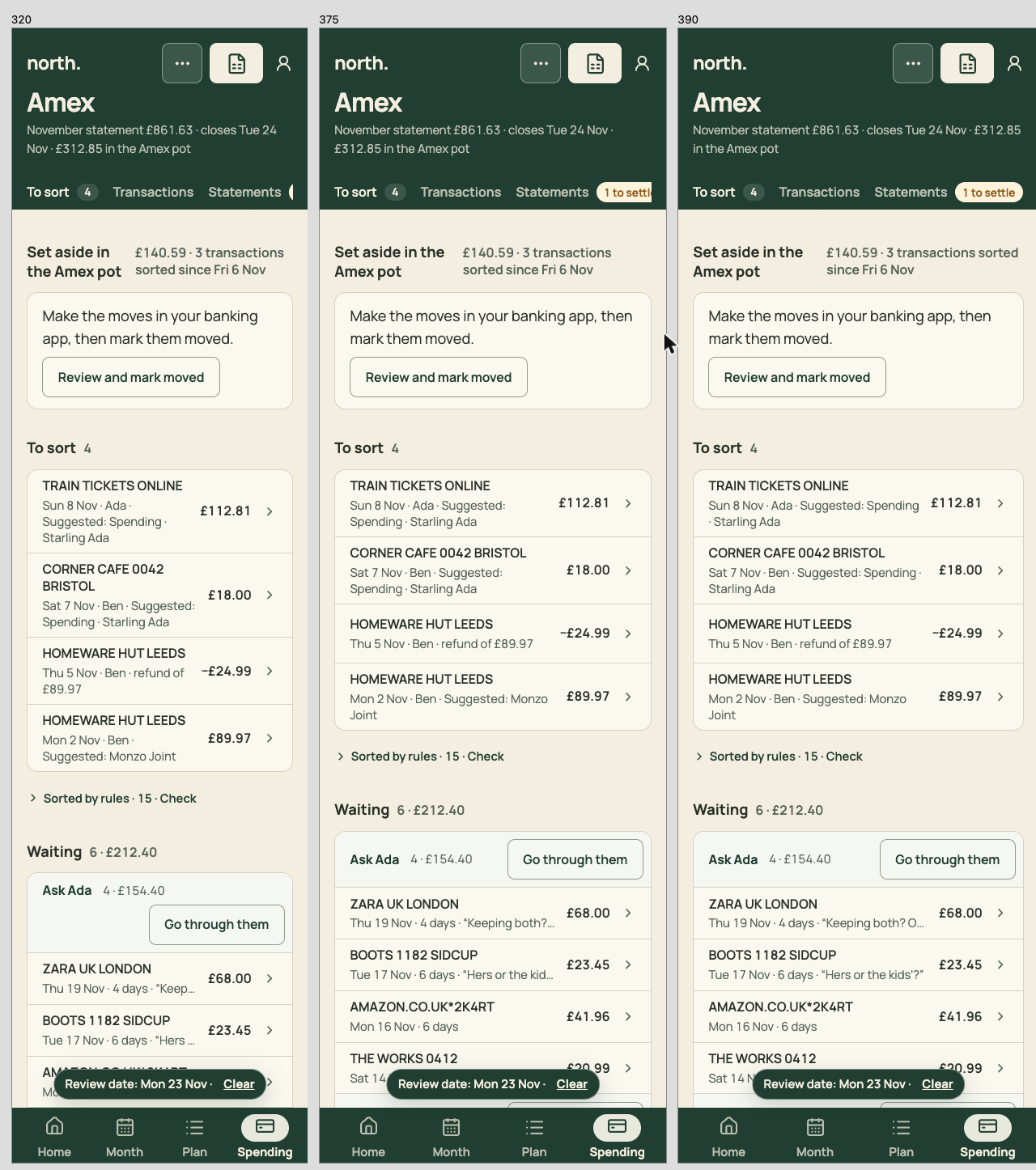 320
north.
Amex
November statement £861.63 · closes Tue 24
Nov · £312.85 in the Amex pot
To sort 4 Transactions Statements
Set aside in
the Amex pot
£140.59 · 3 transactions
sorted since Fri 6 Nov
Make the moves in your banking
app, then mark them moved.
Review and mark moved
To sort 4
TRAIN TICKETS ONLINE
Sun 8 Nov · Ada ·
Suggested: Spending ·
Starling Ada
£112.81
CORNER CAFE 0042
BRISTOL
Sat 7 Nov · Ben · Suggested:
Spending · Starling Ada
£18.00
HOMEWARE HUT LEEDS
Thu 5 Nov · Ben · refund of
£89.97
−£24.99
HOMEWARE HUT LEEDS
Mon 2 Nov · Ben ·
Suggested: Monzo Joint
£89.97
Sorted by rules · 15 · Check
Waiting 6 · £212.40
Ask Ada 4 · £154.40
Go through them
ZARA UK LONDON
Thu 19 Nov · 4 days · “Keep…
£68.00
BOOTS 1182 SIDCUP
Tue 17 Nov · 6 days · “Hers …
£23.45
Review date: Mon 23 Nov · Clear
Home Month Plan Spending
375
north.
Amex
November statement £861.63 · closes Tue 24 Nov ·
£312.85 in the Amex pot
To sort 4 Transactions Statements 1 to settle
Set aside in the
Amex pot
£140.59 · 3 transactions
sorted since Fri 6 Nov
Make the moves in your banking app, then
mark them moved.
Review and mark moved
To sort 4
TRAIN TICKETS ONLINE
Sun 8 Nov · Ada · Suggested:
Spending · Starling Ada
£112.81
CORNER CAFE 0042 BRISTOL
Sat 7 Nov · Ben · Suggested:
Spending · Starling Ada
£18.00
HOMEWARE HUT LEEDS
Thu 5 Nov · Ben · refund of £89.97
−£24.99
HOMEWARE HUT LEEDS
Mon 2 Nov · Ben · Suggested: Monzo
Joint
£89.97
Sorted by rules · 15 · Check
Waiting 6 · £212.40
Ask Ada 4 · £154.40 Go through them
ZARA UK LONDON
Thu 19 Nov · 4 days · “Keeping both?…
£68.00
BOOTS 1182 SIDCUP
Tue 17 Nov · 6 days · “Hers or the kid…
£23.45
AMAZON.CO.UK*2K4RT
Mon 16 Nov · 6 days
£41.96
THE WORKS 0412
Sat 14
£20.99
Review date: Mon 23 Nov · Clear
Home Month Plan Spending
390
north.
Amex
November statement £861.63 · closes Tue 24 Nov · £312.85
in the Amex pot
To sort 4 Transactions Statements 1 to settle
Set aside in the
Amex pot
£140.59 · 3 transactions sorted
since Fri 6 Nov
Make the moves in your banking app, then
mark them moved.
Review and mark moved
To sort 4
TRAIN TICKETS ONLINE
Sun 8 Nov · Ada · Suggested: Spending
· Starling Ada
£112.81
CORNER CAFE 0042 BRISTOL
Sat 7 Nov · Ben · Suggested: Spending ·
Starling Ada
£18.00
HOMEWARE HUT LEEDS
Thu 5 Nov · Ben · refund of £89.97
−£24.99
HOMEWARE HUT LEEDS
Mon 2 Nov · Ben · Suggested: Monzo
Joint
£89.97
Sorted by rules · 15 · Check
Waiting 6 · £212.40
Ask Ada 4 · £154.40 Go through them
ZARA UK LONDON
Thu 19 Nov · 4 days · “Keeping both? O…
£68.00
BOOTS 1182 SIDCUP
Tue 17 Nov · 6 days · “Hers or the kids’?”
£23.45
AMAZON.CO.UK*2K4RT
Mon 16 Nov · 6 days
£41.96
THE WORKS 0412
Sat 14
£20.99
Review date: Mon 23 Nov · Clear
Home Month Plan Spending